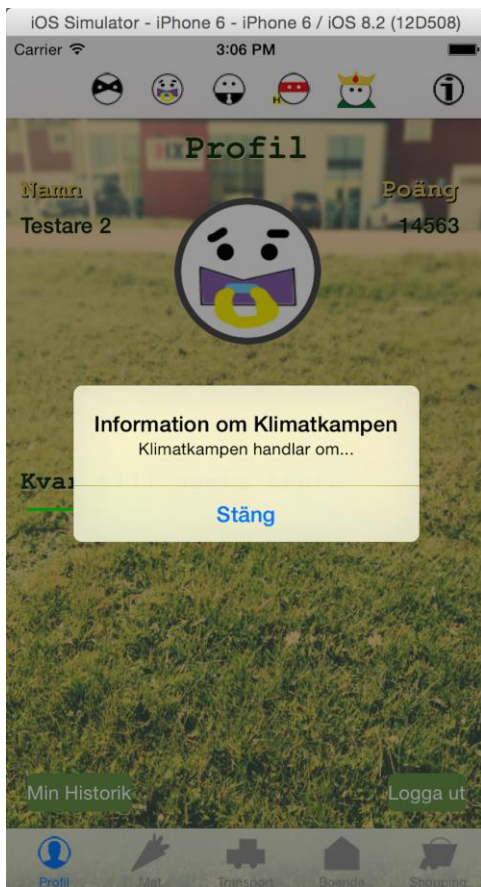 iOS Simulator - iPhone 6 - iPhone 6 / iOS 8.2 (12D508)
Carrier 3:06 PM
H
Profil
Namn Poäng
Testare 2 14563
Information om Klimatkampen
Klimatkampen handlar om...
Stäng
Min Historik Logga ut
Profil Mat Transport Boende Shopping